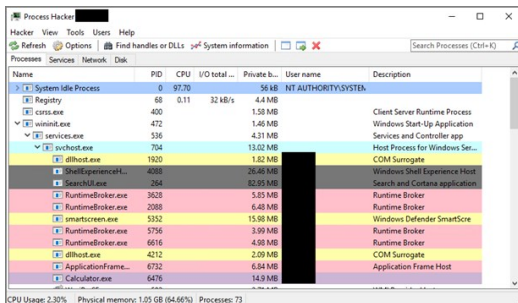 Process Hacker
Hacker View Tools Users Help
Refresh Options Find handles or DLLs System information Search Processes (Ctrl+K)
Processes Services Network Disk
Name PID CPU I/O total ... Private b... User name Description
System Idle Process 0 97.70 56 kB NT AUTHORITY\SYSTEM
Registry 68 0.11 32 kB/s 4.4 MB
csrss.exe 400 1.58 MB Client Server Runtime Process
wininit.exe 472 1.46 MB Windows Start-Up Application
services.exe 536 4.31 MB Services and Controller app
svchost.exe 704 13.02 MB Host Process for Windows Ser...
dllhost.exe 1920 1.82 MB COM Surrogate
ShellExperienceH... 4088 26.46 MB Windows Shell Experience Host
SearchUI.exe 264 82.95 MB Search and Cortana application
RuntimeBroker.exe 3628 5.85 MB Runtime Broker
RuntimeBroker.exe 2088 6.48 MB Runtime Broker
smartscreen.exe 5352 15.98 MB Windows Defender SmartScre
RuntimeBroker.exe 5756 3.99 MB Runtime Broker
RuntimeBroker.exe 6616 4.98 MB Runtime Broker
dllhost.exe 4212 2.09 MB COM Surrogate
ApplicationFrame... 6732 6.84 MB Application Frame Host
Calculator.exe 6476 14.9 MB
CPU Usage: 2.30% Physical memory: 1.05 GB (64.66%) Processes: 73